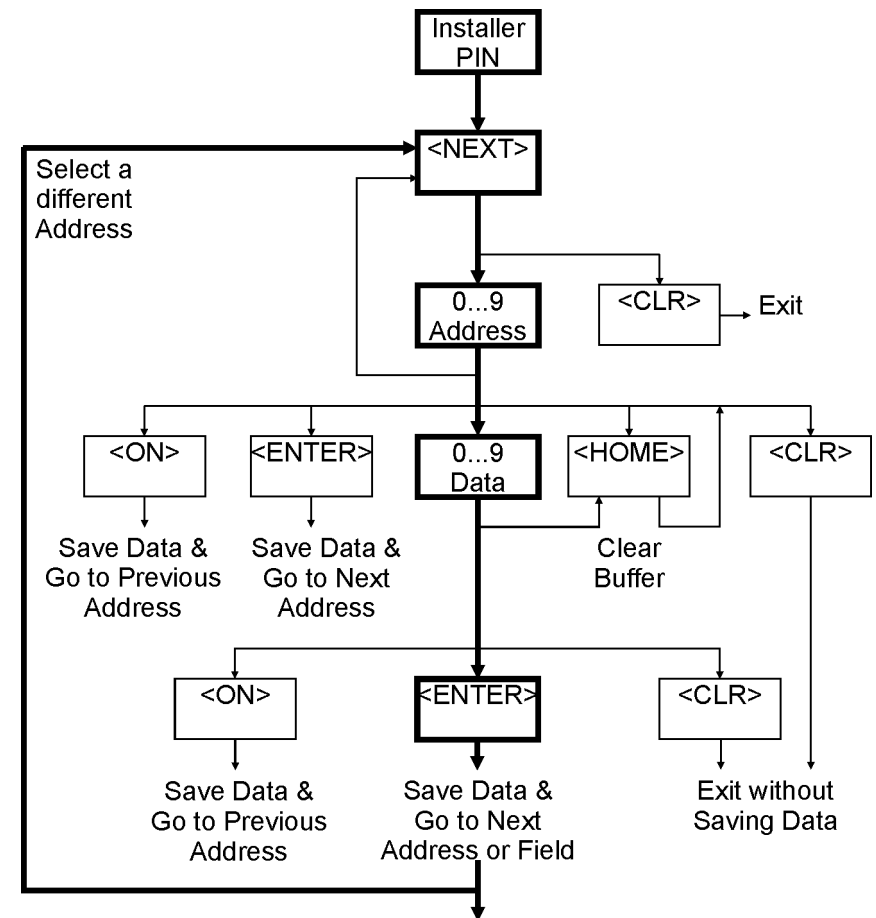 Installer
PIN
<NEXT>
Select a
different
Address
0...9
Address
<CLR>
Exit
<ON>
<ENTER>
0...9
Data
<HOME>
<CLR>
Save Data &
Go to Previous
Address
Save Data &
Go to Next
Address
Clear
Buffer
<ON>
<ENTER>
<CLR>
Save Data &
Go to Previous
Address
Save Data &
Go to Next
Address or Field
Exit without
Saving Data